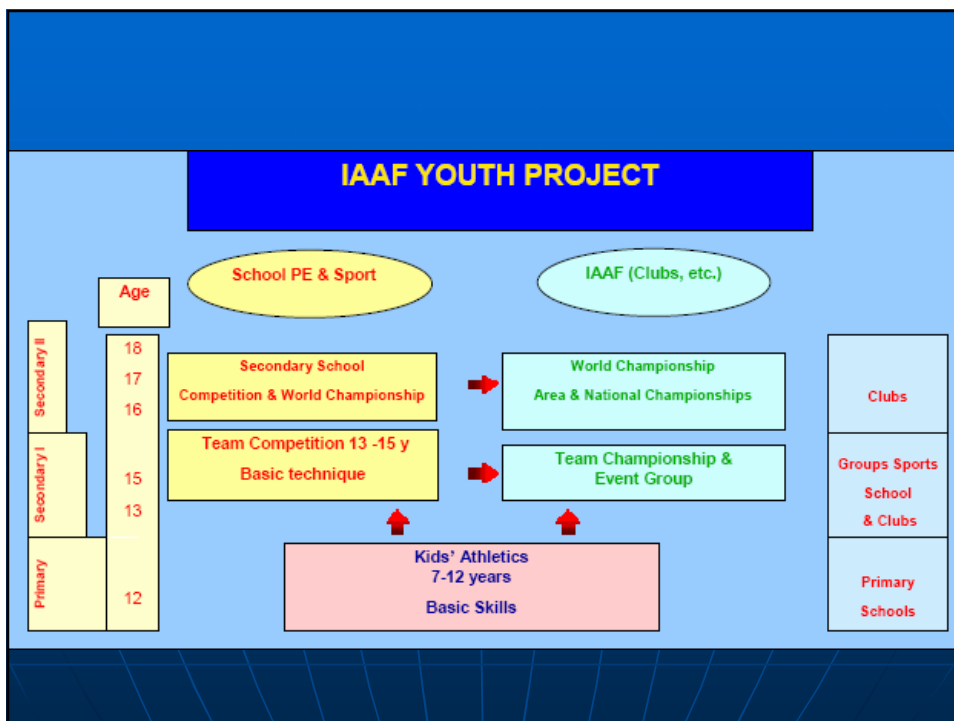 IAAF YOUTH PROJECT
School PE & Sport
IAAF (Clubs, etc.)
Age
Secondary II
18
17
16
Secondary School
Competition & World Championship
World Championship
Area & National Championships
Clubs
Secondary I
15
13
Team Competition 13 -15 y
Basic technique
Team Championship &
Event Group
Groups Sports
School
& Clubs
Primary
12
Kids’ Athletics
7-12 years
Basic Skills
Primary
Schools